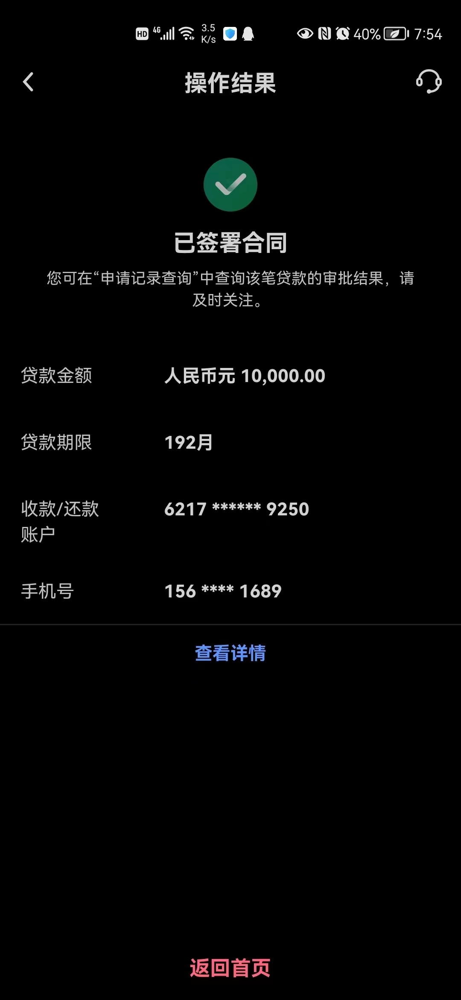 HD 4G 3.5 K/s 40% 7:54
操作结果
已签署合同
您可在“申请记录查询”中查询该笔贷款的审批结果，请
及时关注。
贷款金额 人民币元 10,000.00
贷款期限 192月
收款/还款 6217 ****** 9250
账户
手机号 156 **** 1689
查看详情
返回首页